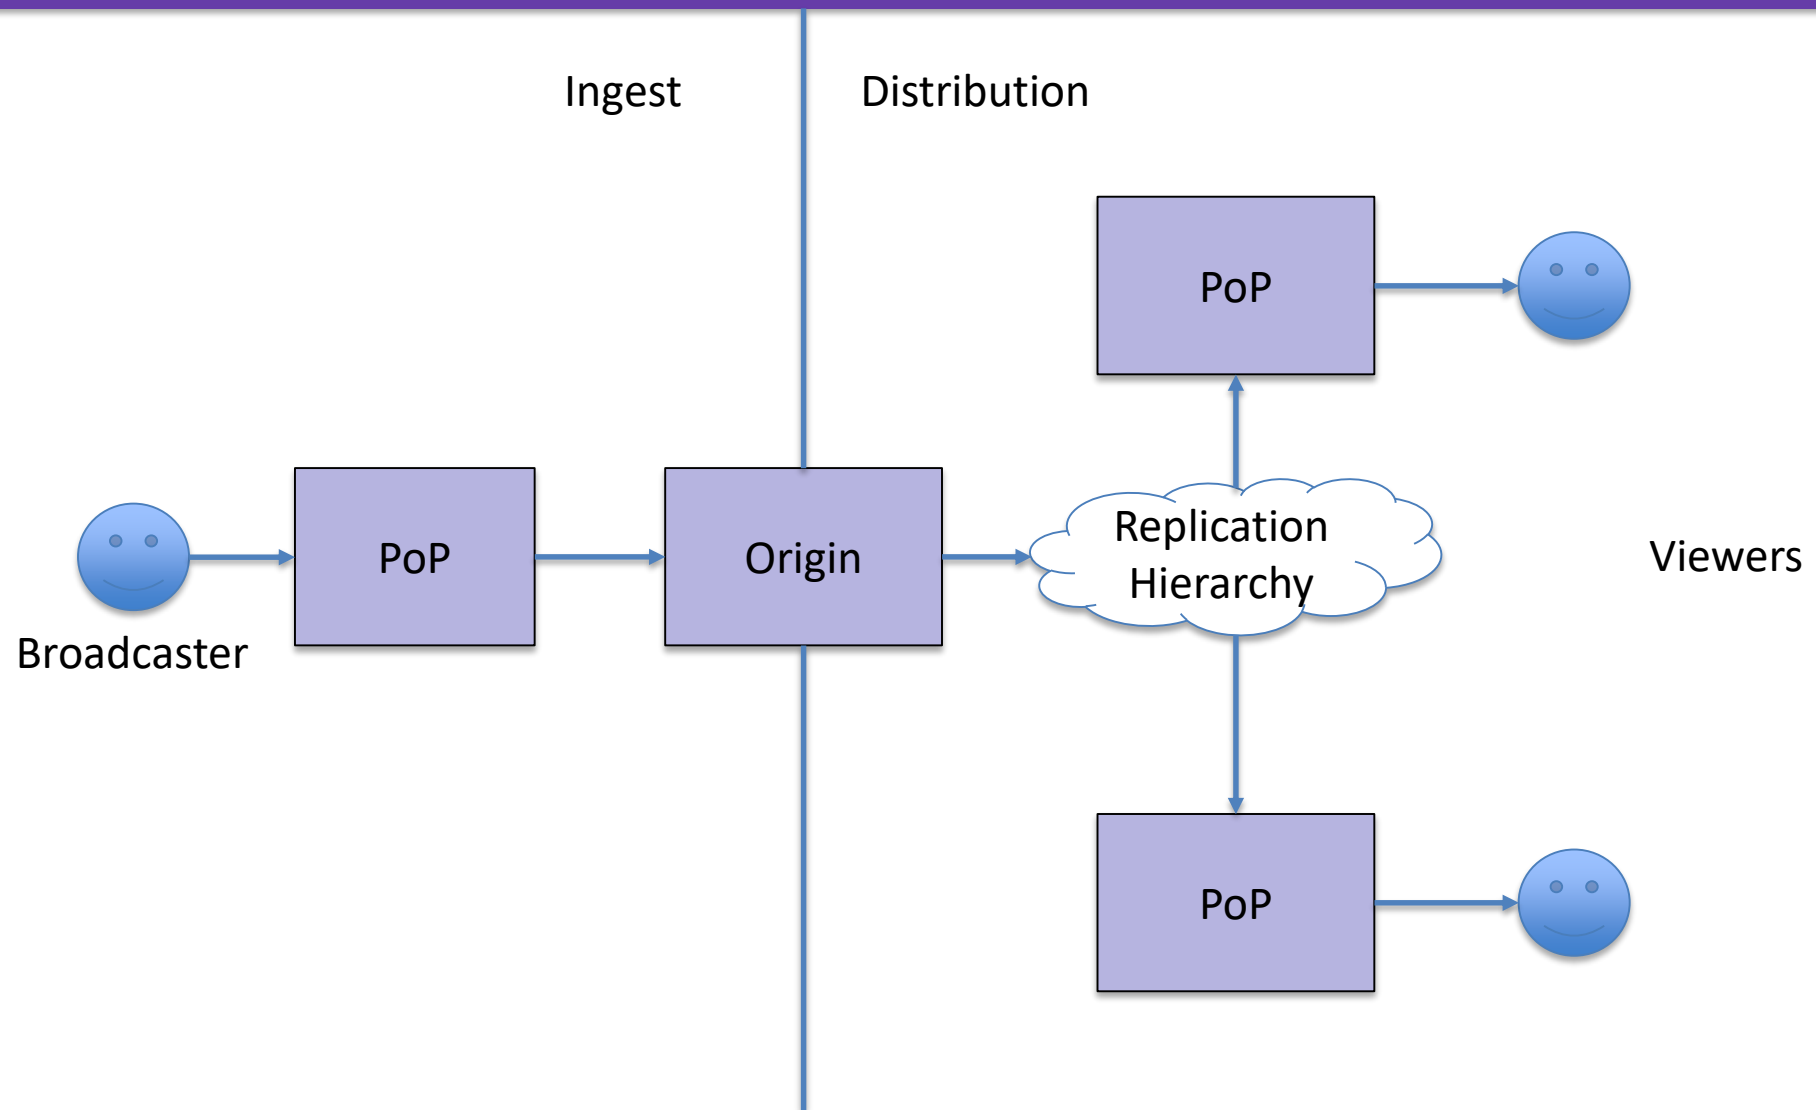 Ingest
Distribution
PoP
Broadcaster
PoP
Origin
Replication
Hierarchy
Viewers
PoP